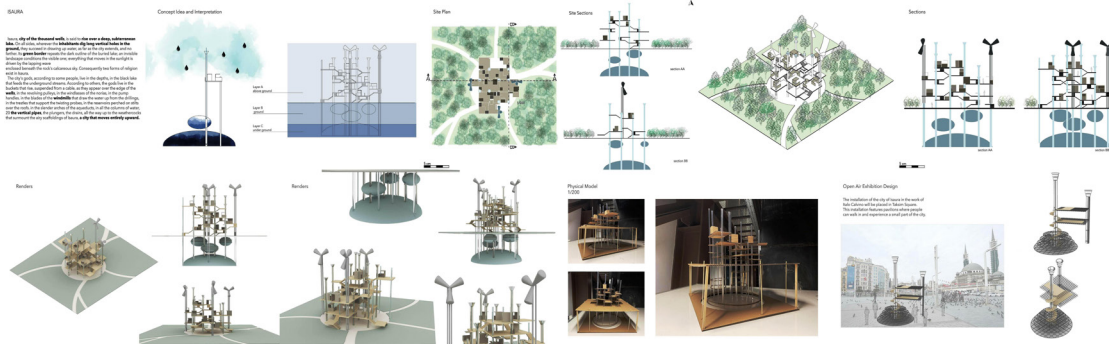 ISAURA
Isaura, city of the thousand wells, is said to rise over a deep, subterranean
lake. On all sides, wherever the inhabitants dig long vertical holes in the
ground, they succeed in drawing up water, as far as the city extends, and no
farther. Its green border repeats the dark outline of the buried lake; an invisible
landscape conditions the visible one; everything that moves in the sunlight is
driven by the lapping wave
enclosed beneath the rock's calcareous sky. Consequently two forms of religion
exist in Isaura.
The city's gods, according to some people, live in the depths, in the black lake
that feeds the underground streams. According to others, the gods live in the
buckets that rise, suspended from a cable, as they appear over the edge of the
wells, in the revolving pulleys, in the windlasses of the norias, in the pump
handles, in the blades of the windmills that draw the water up from the drillings,
in the trestles that support the twisting probes, in the reservoirs perched on stilts
over the roofs, in the slender arches of the aqueducts, in all the columns of water,
20 the vertical pipes, the plungers, the drains, all the way up to the weathercocks
that surmount the airy scaffoldings of Isaura, a city that moves entirely upward.
Concept Idea and Interpretation
Layer A
above ground
Layer B
ground
Layer C
under ground
Site Plan
Site Sections
section AA
section BB
A
Sections
section AA
section BB
Renders
Renders
Physical Model
1/200
Open Air Exhibition Design
The installation of the city of Isaura in the work of
Italo Calvino will be placed in Taksim Square.
This installation features pavilions where people
can walk in and experience a small part of the city.